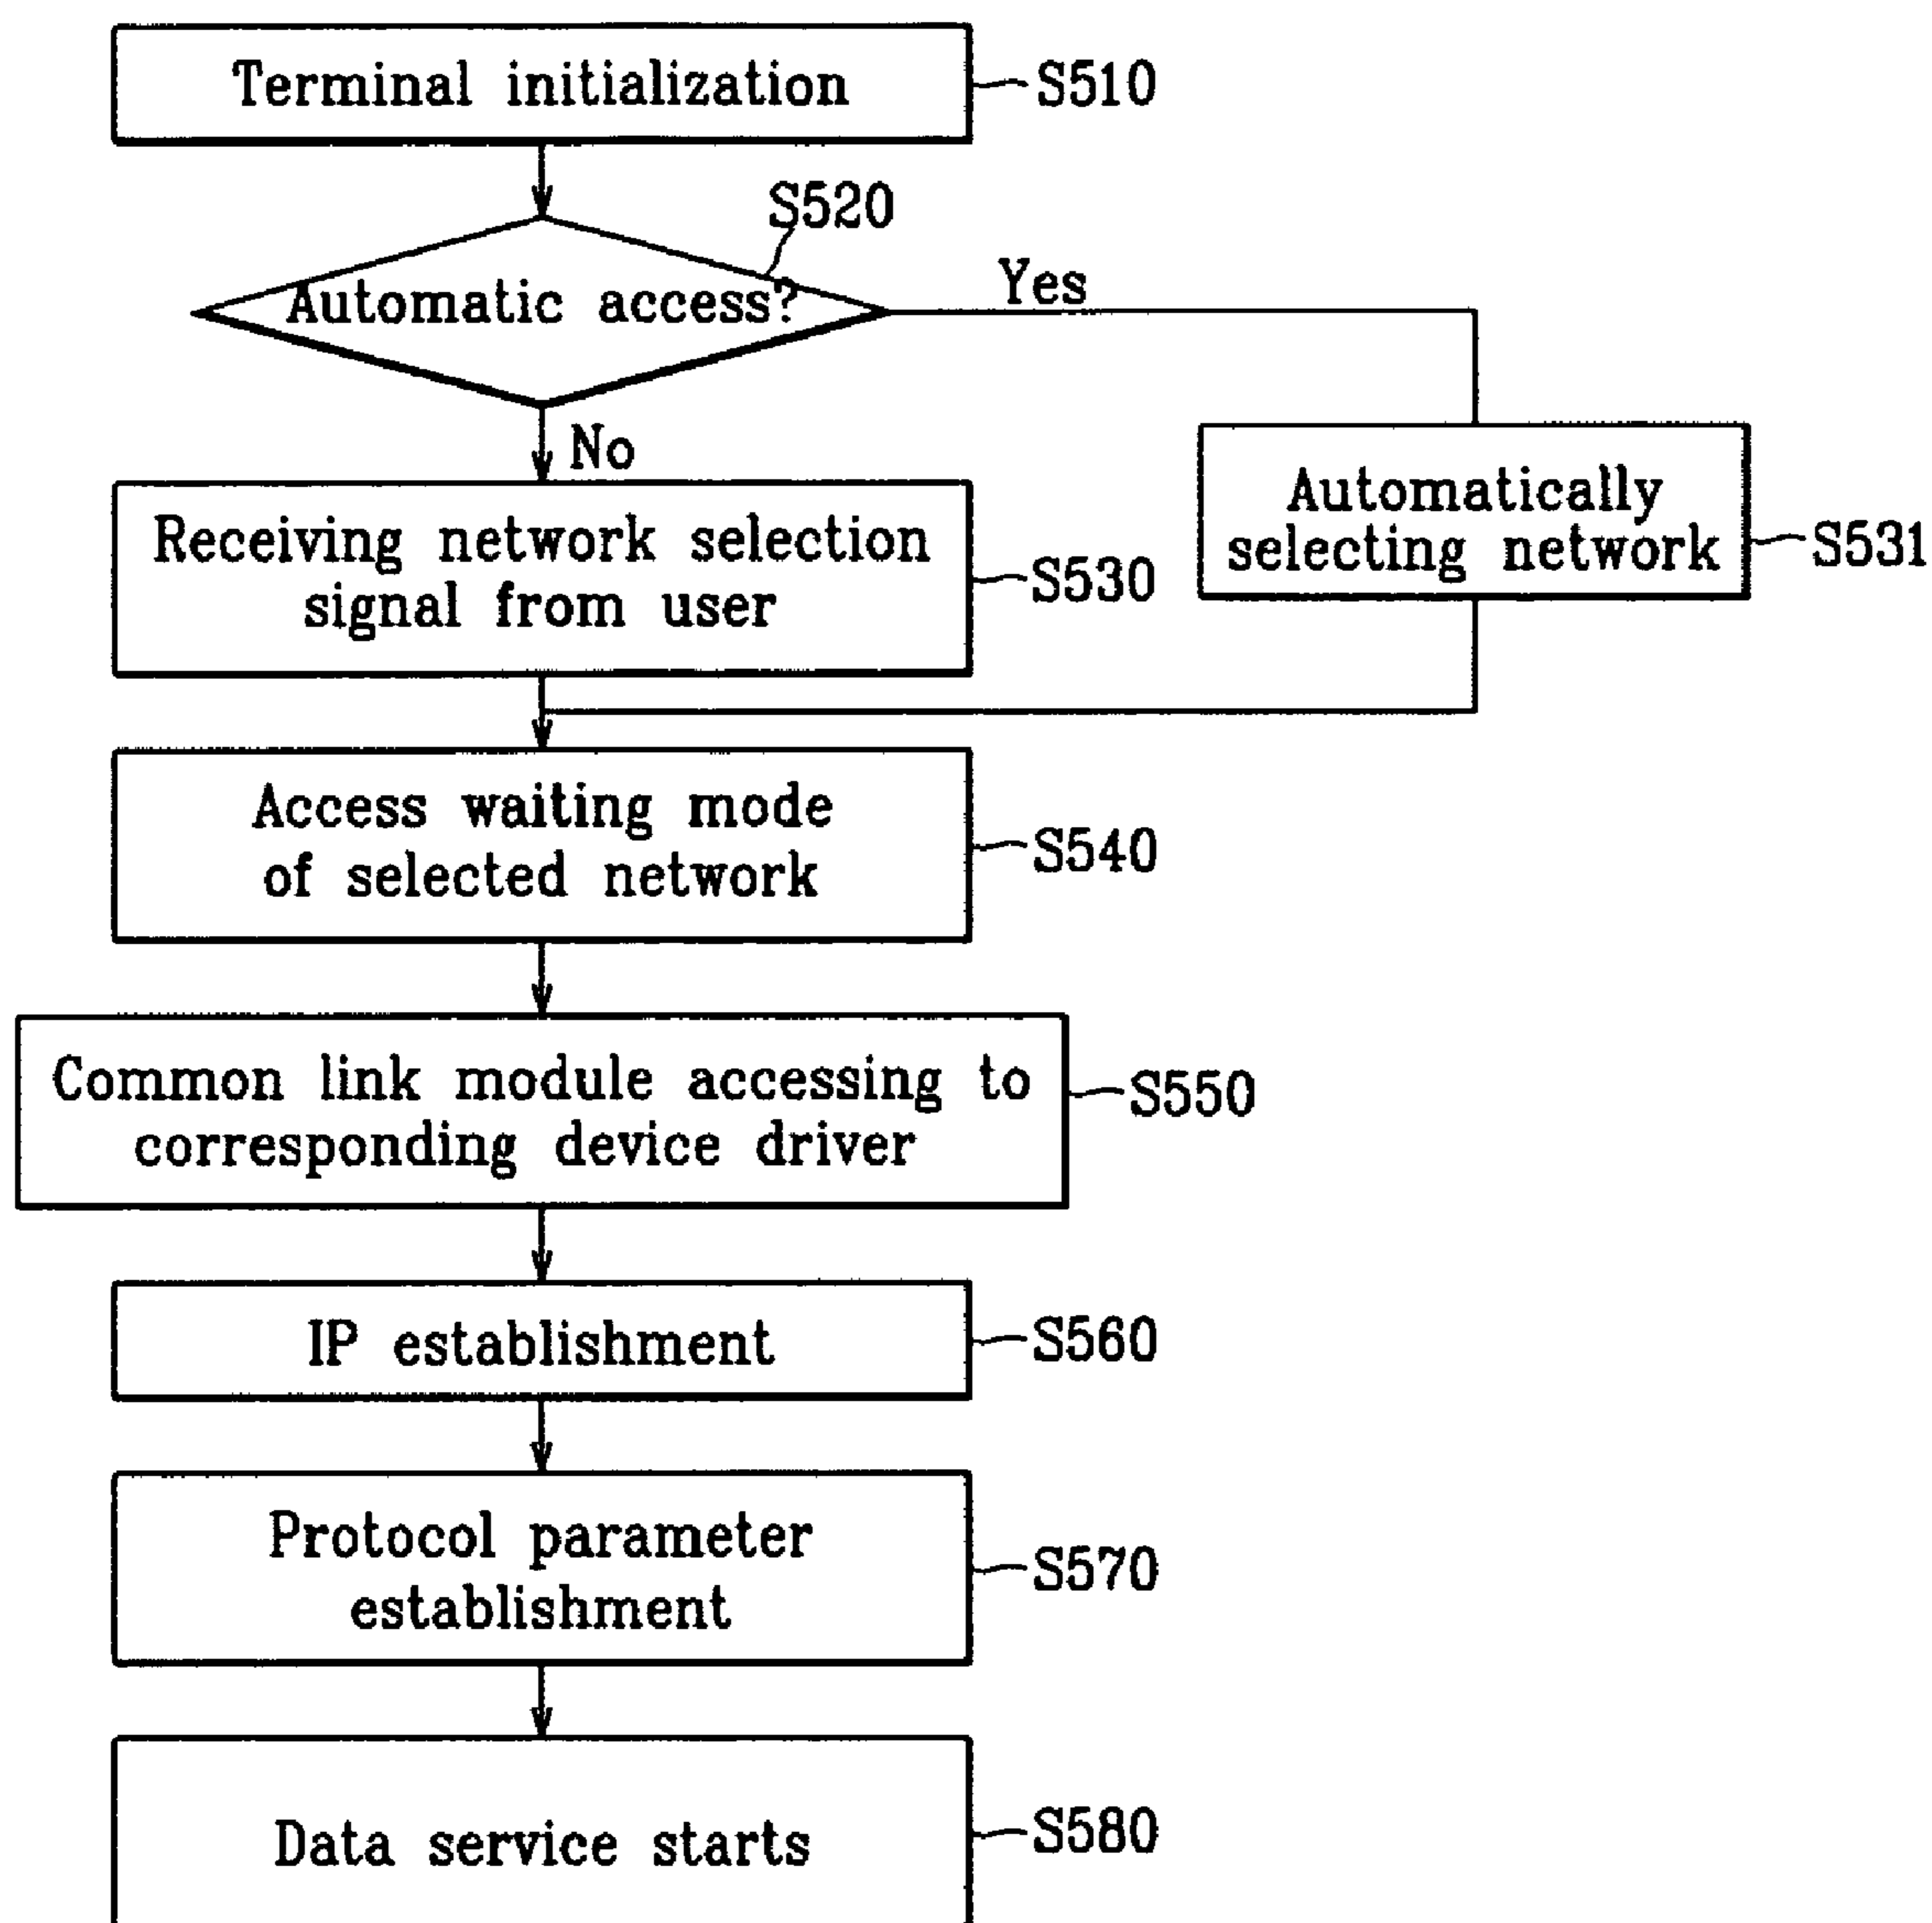 Terminal initialization
S510
S520
Automatic access?
Yes
No
Receiving network selection
signal from user
S530
Automatically
selecting network
S531
Access waiting mode
of selected network
S540
Common link module accessing to
corresponding device driver
S550
IP establishment
S560
Protocol parameter
establishment
S570
Data service starts
S580